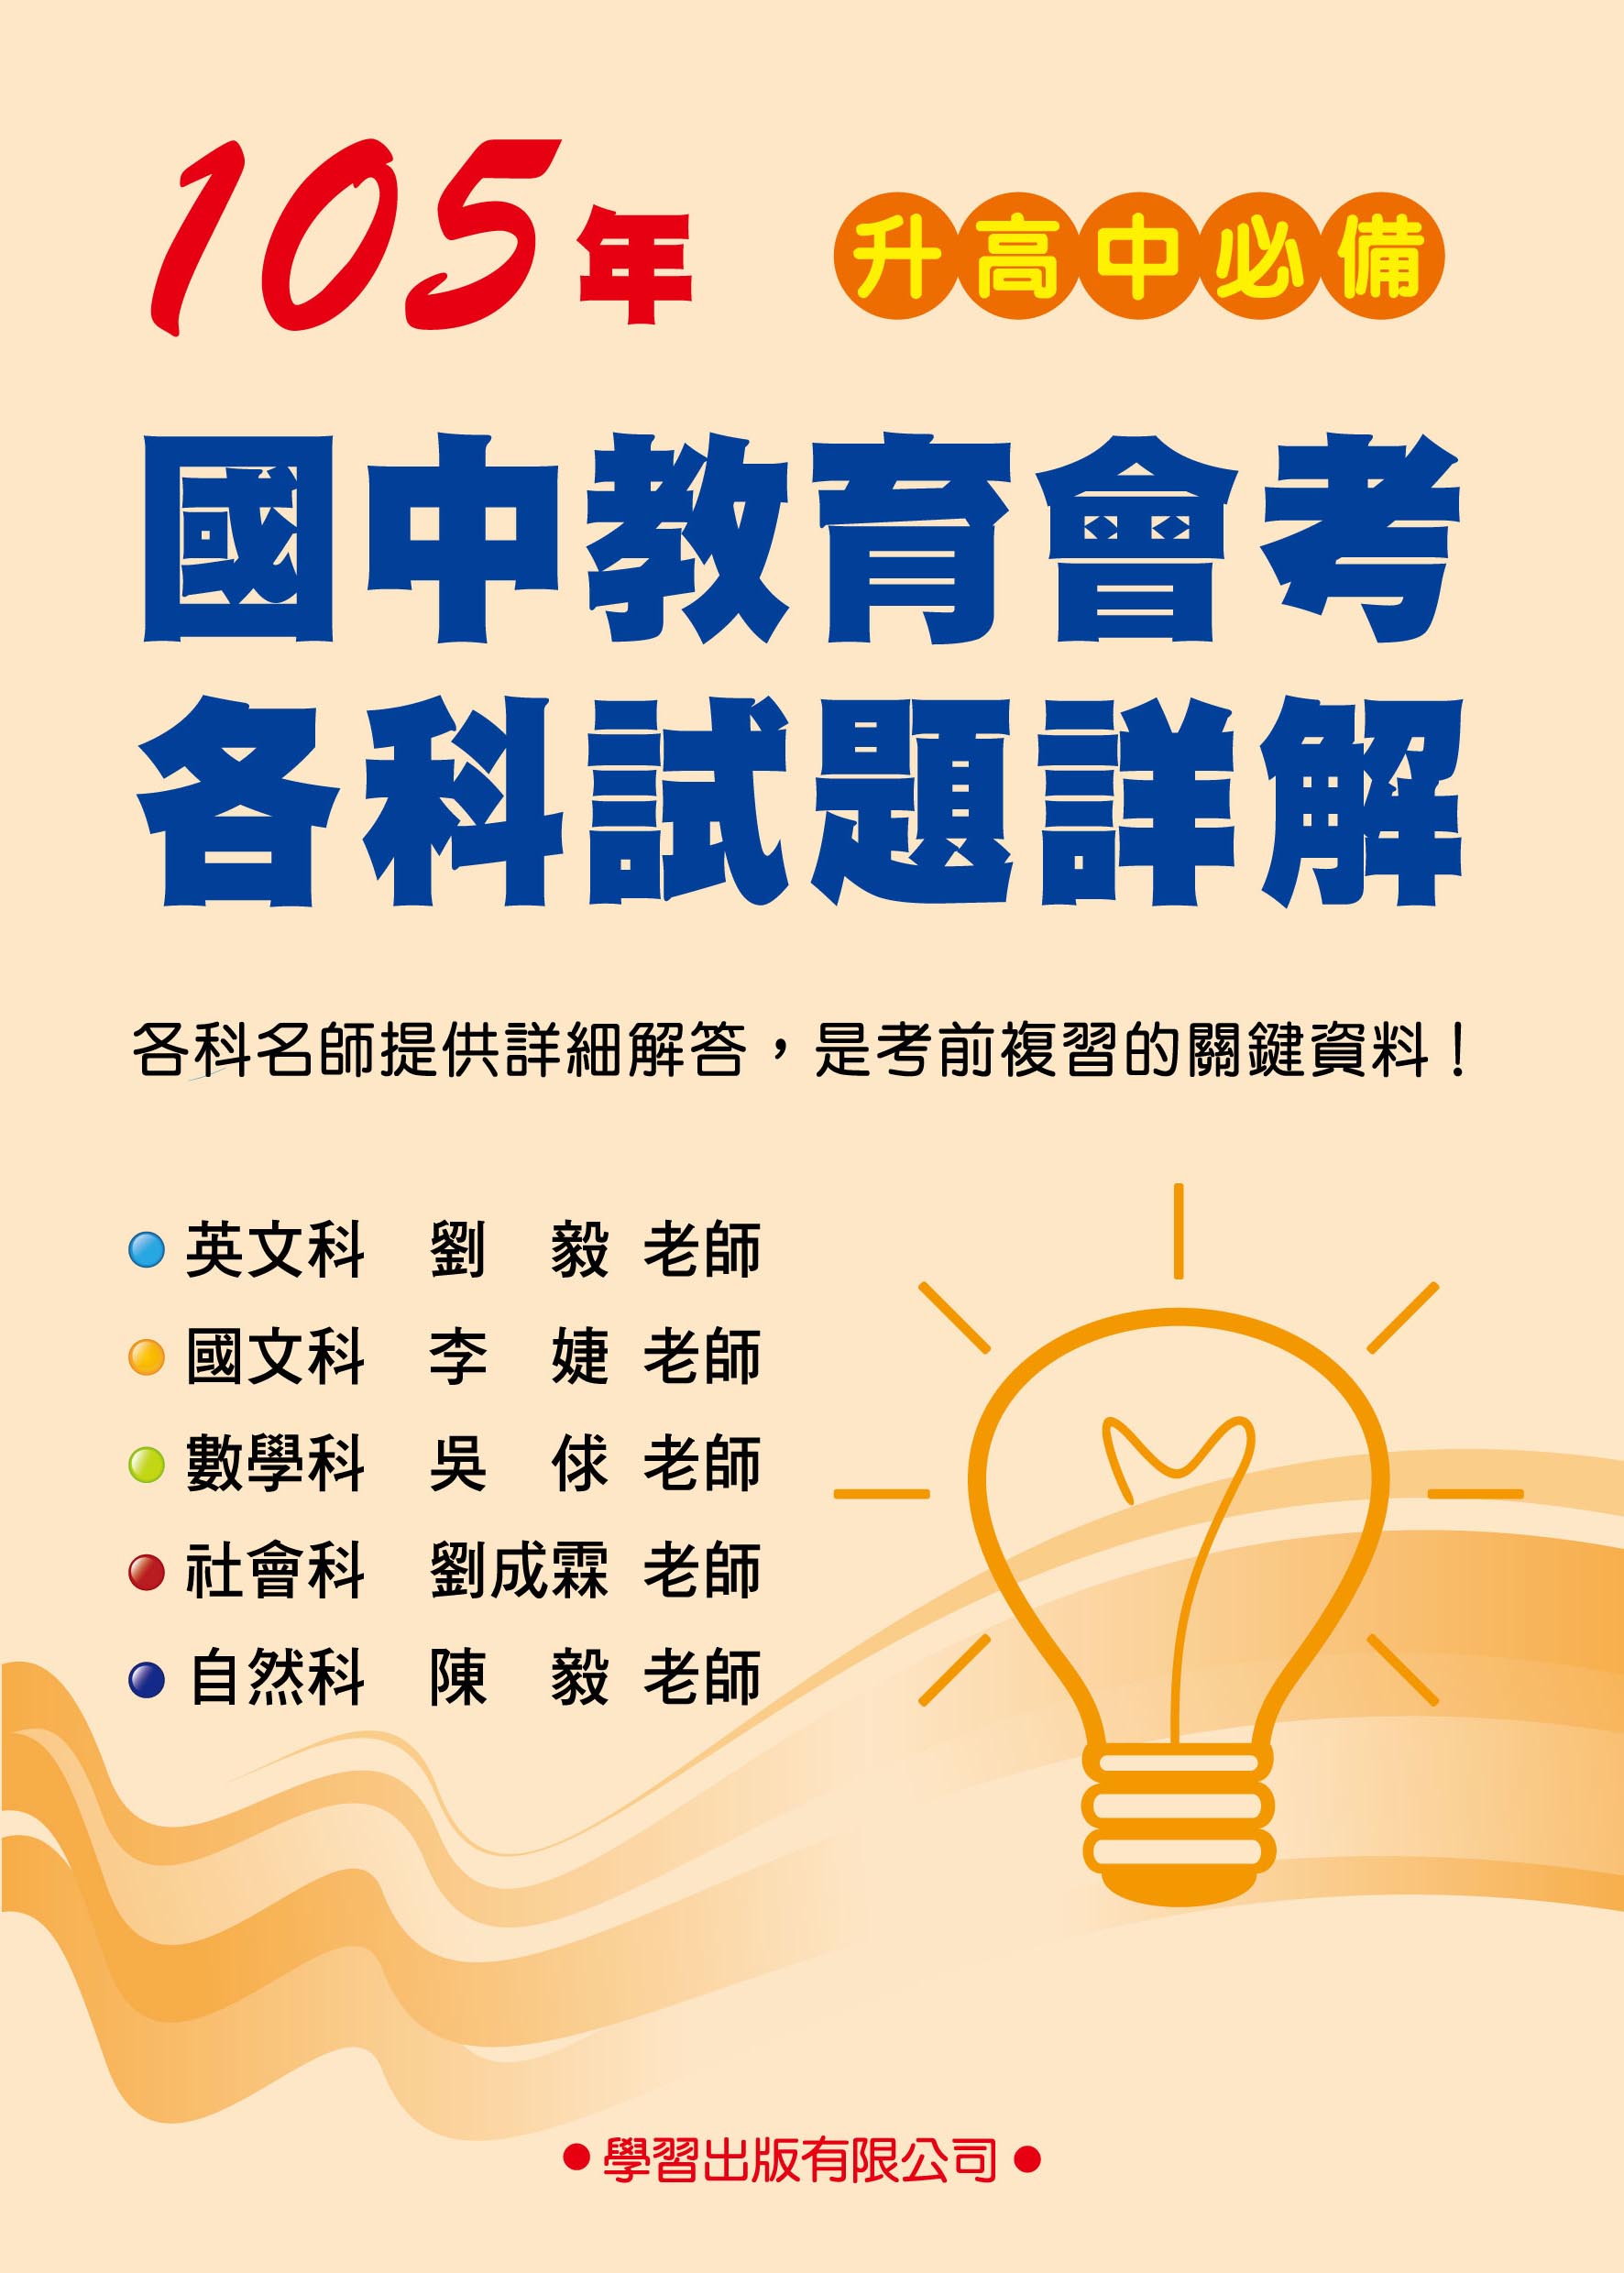 105年
升高中必備
國中教育會考
各科試題詳解
各科名師提供詳細解答，是考前複習的關鍵資料！
英文科 劉 毅 老師
國文科 李 婕 老師
數學科 吳 俅 老師
社會科 劉成霖 老師
自然科 陳 毅 老師
●學習出版有限公司●